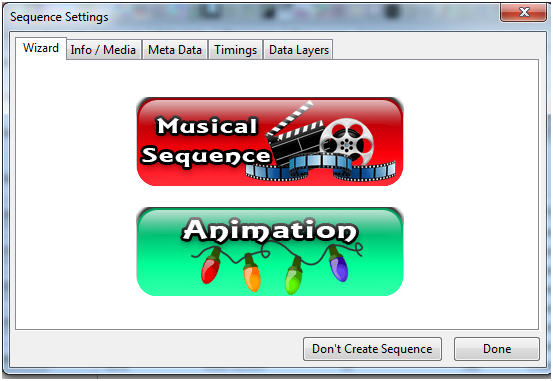 Sequence Settings
Wizard Info / Media Meta Data Timings Data Layers
Musical
Sequence
Animation
Don't Create Sequence Done